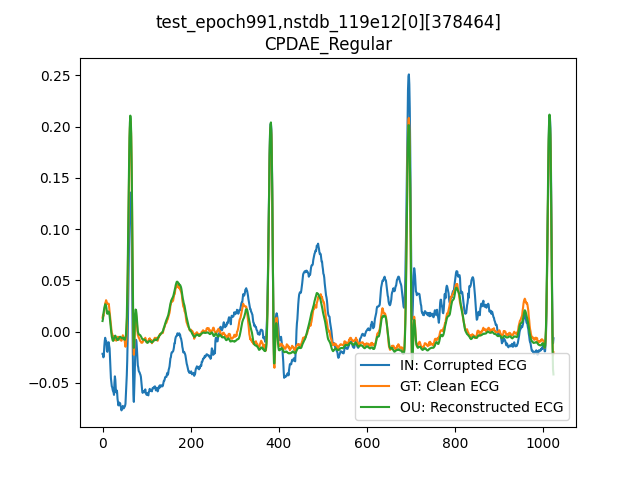 test_epoch991,nstdb_119e12[0][378464]
CPDAE_Regular
0.25
0.20
0.15
0.10
0.05
0.00
−0.05
0
200
400
600
800
1000
IN: Corrupted ECG
GT: Clean ECG
OU: Reconstructed ECG